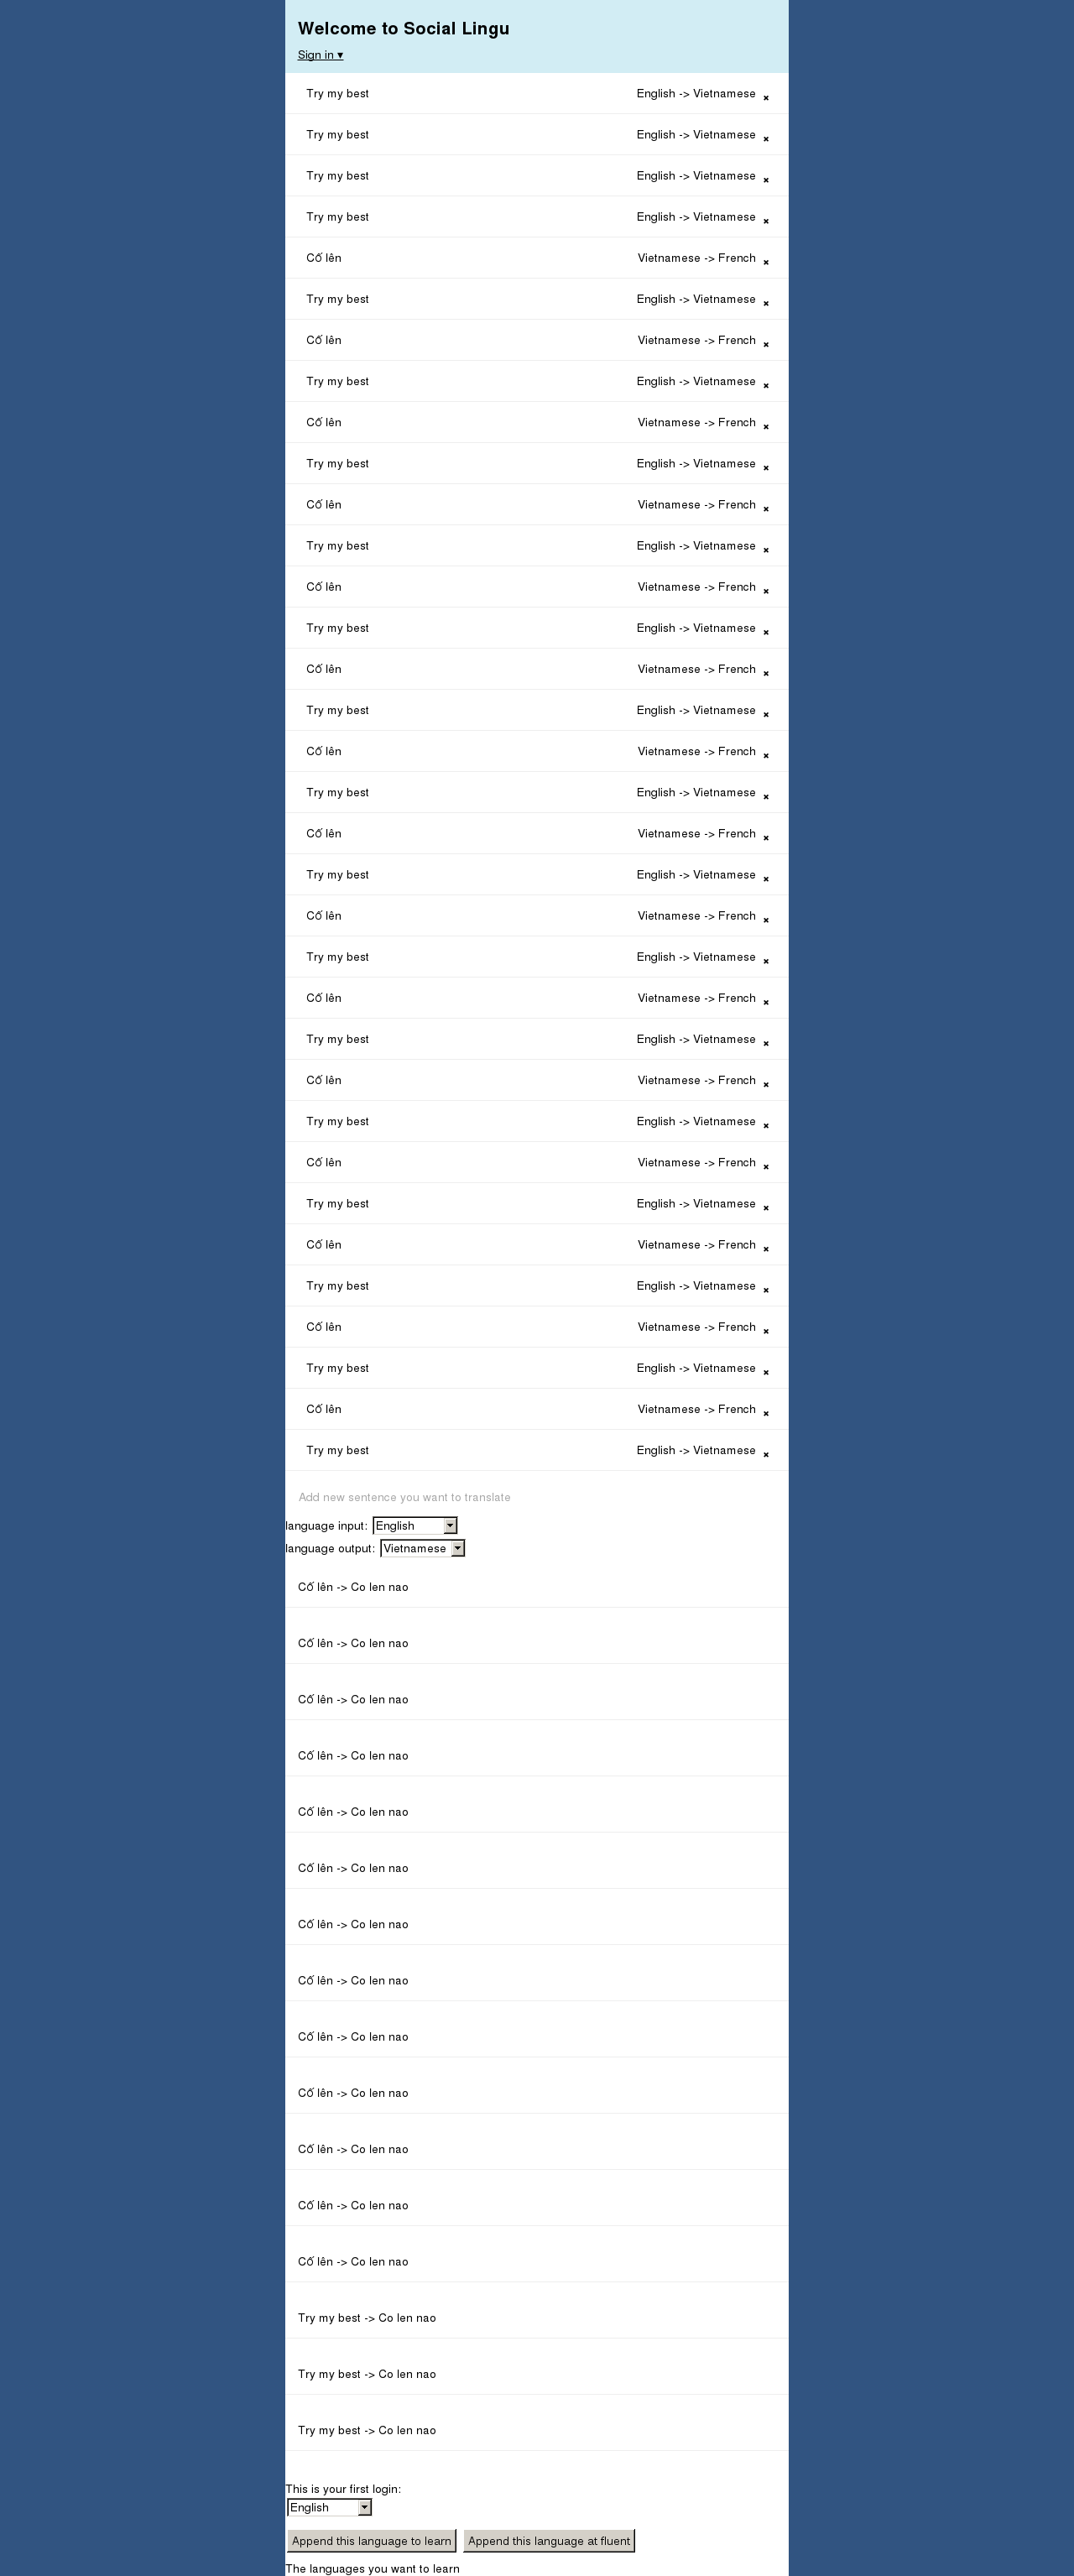 Welcome to Social Lingu
Sign in ▾
Try my best English -> Vietnamese ×
Try my best English -> Vietnamese ×
Try my best English -> Vietnamese ×
Try my best English -> Vietnamese ×
Cố lên Vietnamese -> French ×
Try my best English -> Vietnamese ×
Cố lên Vietnamese -> French ×
Try my best English -> Vietnamese ×
Cố lên Vietnamese -> French ×
Try my best English -> Vietnamese ×
Cố lên Vietnamese -> French ×
Try my best English -> Vietnamese ×
Cố lên Vietnamese -> French ×
Try my best English -> Vietnamese ×
Cố lên Vietnamese -> French ×
Try my best English -> Vietnamese ×
Cố lên Vietnamese -> French ×
Try my best English -> Vietnamese ×
Cố lên Vietnamese -> French ×
Try my best English -> Vietnamese ×
Cố lên Vietnamese -> French ×
Try my best English -> Vietnamese ×
Cố lên Vietnamese -> French ×
Try my best English -> Vietnamese ×
Cố lên Vietnamese -> French ×
Try my best English -> Vietnamese ×
Cố lên Vietnamese -> French ×
Try my best English -> Vietnamese ×
Cố lên Vietnamese -> French ×
Try my best English -> Vietnamese ×
Cố lên Vietnamese -> French ×
Try my best English -> Vietnamese ×
Cố lên Vietnamese -> French ×
Try my best English -> Vietnamese ×
Add new sentence you want to translate
language input: English
language output: Vietnamese
Cố lên -> Co len nao
Cố lên -> Co len nao
Cố lên -> Co len nao
Cố lên -> Co len nao
Cố lên -> Co len nao
Cố lên -> Co len nao
Cố lên -> Co len nao
Cố lên -> Co len nao
Cố lên -> Co len nao
Cố lên -> Co len nao
Cố lên -> Co len nao
Cố lên -> Co len nao
Cố lên -> Co len nao
Try my best -> Co len nao
Try my best -> Co len nao
Try my best -> Co len nao
This is your first login:
English
Append this language to learn Append this language at fluent
The languages you want to learn